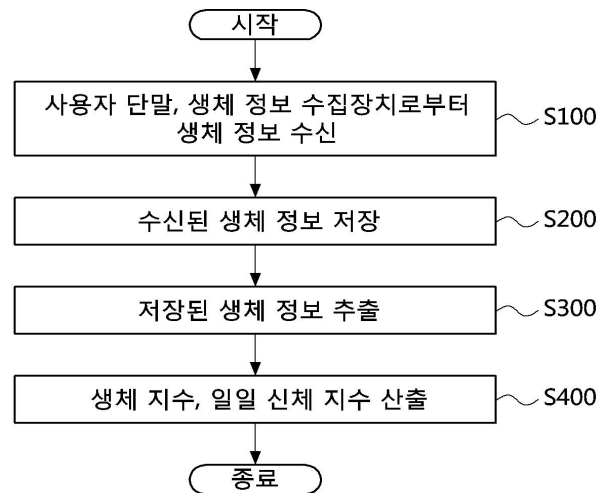 시작
사용자 단말, 생체 정보 수집장치로부터
생체 정보 수신
S100
수신된 생체 정보 저장
S200
저장된 생체 정보 추출
S300
생체 지수, 일일 신체 지수 산출
S400
종료